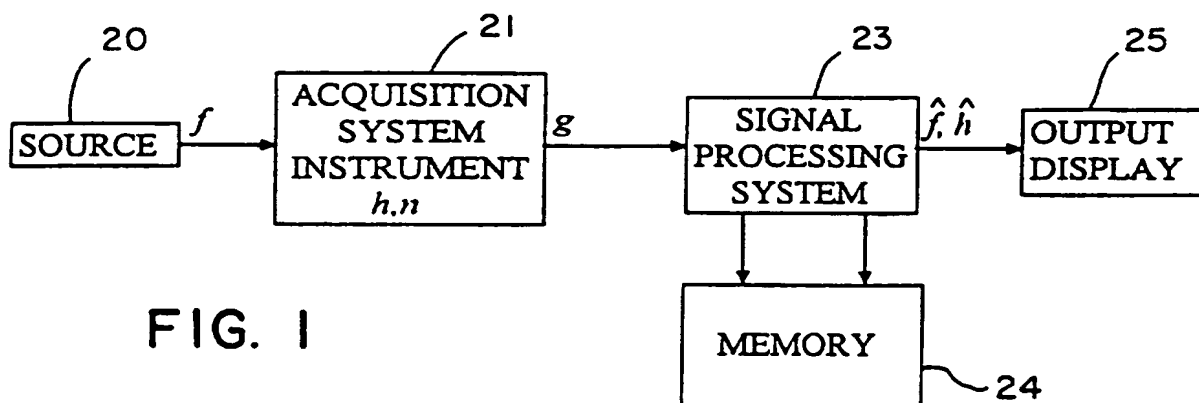 20
21
23
25
SOURCE
f
ACQUISITION
SYSTEM
INSTRUMENT
h,n
g
SIGNAL
PROCESSING
SYSTEM
f̂, ĥ
OUTPUT
DISPLAY
MEMORY
24
FIG. 1